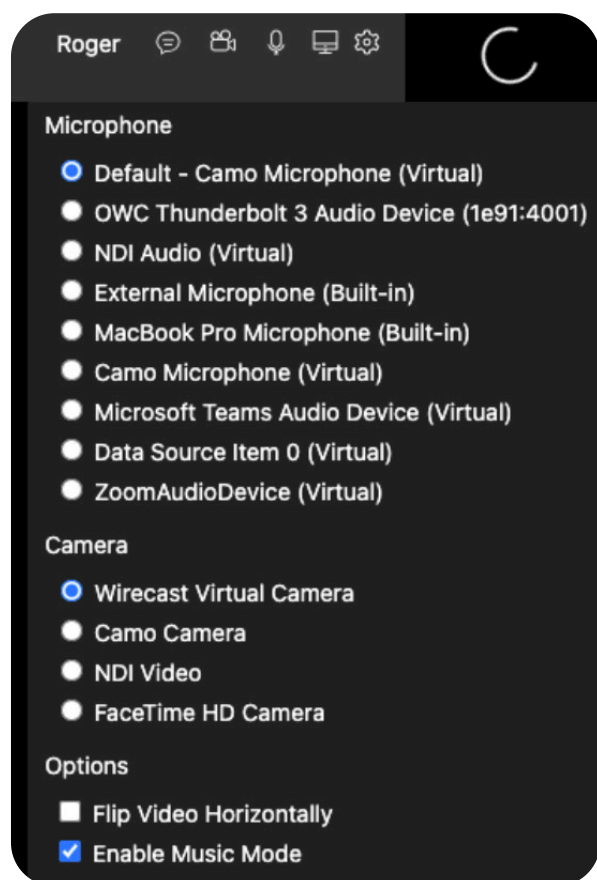 Roger
Microphone
Default - Camo Microphone (Virtual)
OWC Thunderbolt 3 Audio Device (1e91:4001)
NDI Audio (Virtual)
External Microphone (Built-in)
MacBook Pro Microphone (Built-in)
Camo Microphone (Virtual)
Microsoft Teams Audio Device (Virtual)
Data Source Item 0 (Virtual)
ZoomAudioDevice (Virtual)
Camera
Wirecast Virtual Camera
Camo Camera
NDI Video
FaceTime HD Camera
Options
Flip Video Horizontally
Enable Music Mode